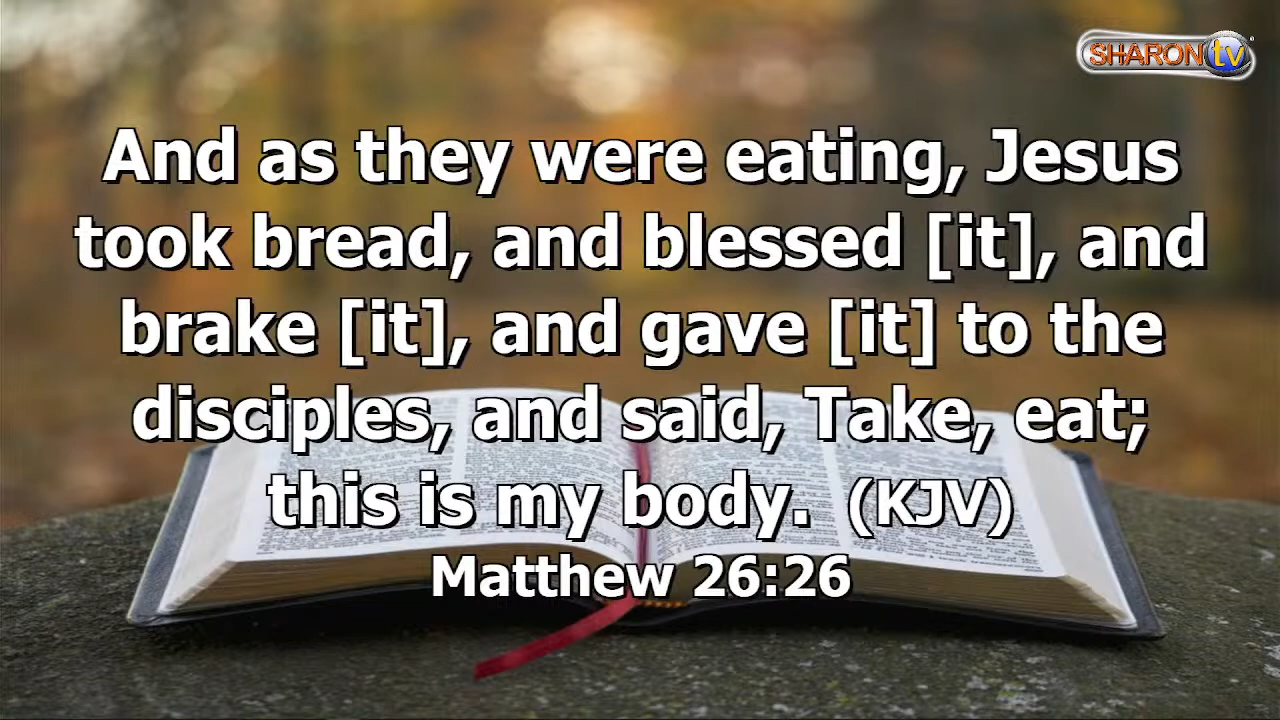 SHARON tv
And as they were eating, Jesus
took bread, and blessed [it], and
brake [it], and gave [it] to the
disciples, and said, Take, eat;
this is my body. (KJV)
Matthew 26:26